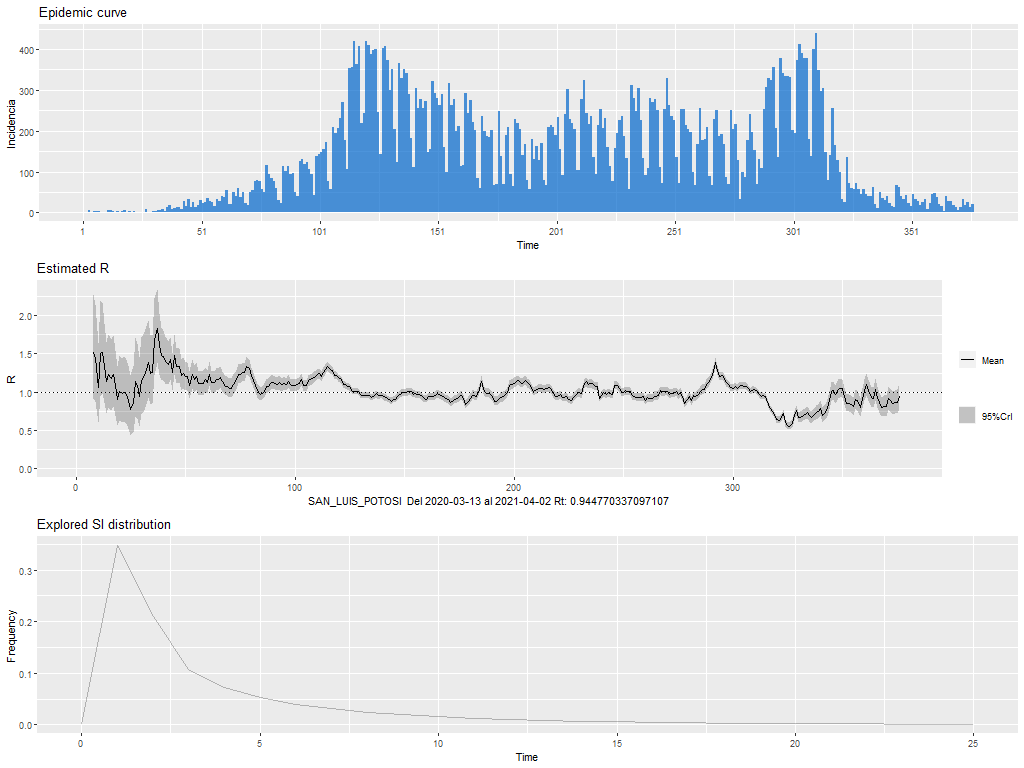 Epidemic curve
Incidencia
400
300
200
100
0
1 51 101 151 201 251 301 351
Time
Estimated R
R
2.0
1.5
1.0
0.5
0.0
0 100 200 300
SAN_LUIS_POTOSI Del 2020-03-13 al 2021-04-02 Rt: 0.944770337097107
Mean
95%CrI
Explored SI distribution
Frequency
0.3
0.2
0.1
0.0
0 5 10 15 20 25
Time